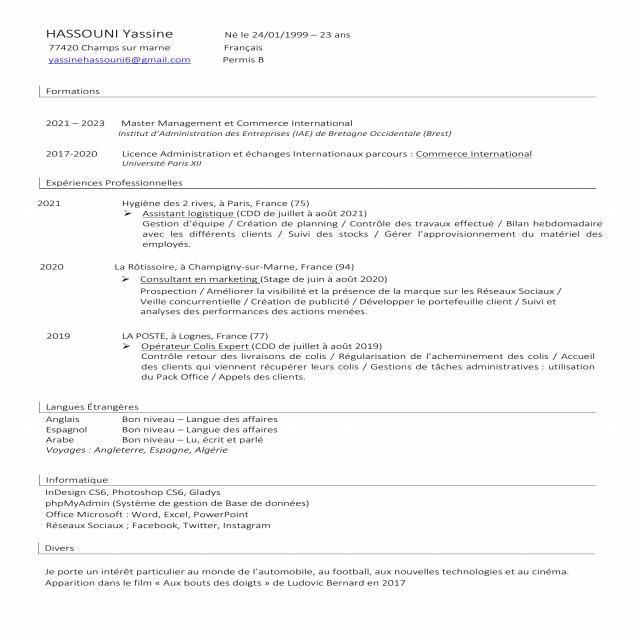 HASSOUNI Yassine Né le 24/01/1999 – 23 ans
77420 Champs sur marne Français
yassinehassouni6@gmail.com Permis B
Formations
2021 – 2023 Master Management et Commerce International
Institut d'Administration des Entreprises (IAE) de Bretagne Occidentale (Brest)
2017-2020 Licence Administration et échanges Internationaux parcours : Commerce International
Université Paris XII
Expériences Professionnelles
2021 Hygiène des 2 rives, à Paris, France (75)
➢ Assistant logistique (CDD de juillet à août 2021)
Gestion d'équipe / Création de planning / Contrôle des travaux effectué / Bilan hebdomadaire
avec les différents clients / Suivi des stocks / Gérer l'approvisionnement du matériel des
employés.
2020 La Rôtissoire, à Champigny-sur-Marne, France (94)
➢ Consultant en marketing (Stage de juin à août 2020)
Prospection / Améliorer la visibilité et la présence de la marque sur les Réseaux Sociaux /
Veille concurrentielle / Création de publicité / Développer le portefeuille client / Suivi et
analyses des performances des actions menées.
2019 LA POSTE, à Lognes, France (77)
➢ Opérateur Colis Expert (CDD de juillet à août 2019)
Contrôle retour des livraisons de colis / Régularisation de l'acheminement des colis / Accueil
des clients qui viennent récupérer leurs colis / Gestions de tâches administratives : utilisation
du Pack Office / Appels des clients.
Langues Étrangères
Anglais Bon niveau – Langue des affaires
Espagnol Bon niveau – Langue des affaires
Arabe Bon niveau – Lu, écrit et parlé
Voyages : Angleterre, Espagne, Algérie
Informatique
InDesign CS6, Photoshop CS6, Gladys
phpMyAdmin (Système de gestion de Base de données)
Office Microsoft : Word, Excel, PowerPoint
Réseaux Sociaux ; Facebook, Twitter, Instagram
Divers
Je porte un intérêt particulier au monde de l'automobile, au football, aux nouvelles technologies et au cinéma.
Apparition dans le film « Aux bouts des doigts » de Ludovic Bernard en 2017